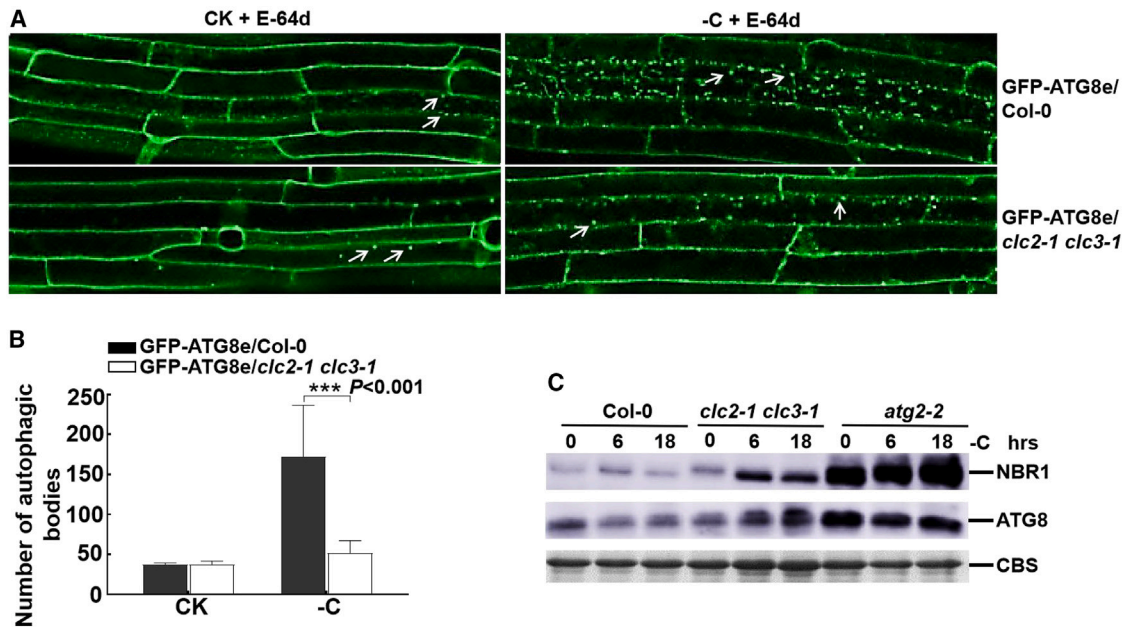 A
CK + E-64d
-C + E-64d
GFP-ATG8e/
Col-0
GFP-ATG8e/
clc2-1 clc3-1
B
GFP-ATG8e/Col-0
GFP-ATG8e/clc2-1 clc3-1
*** P<0.001
Number of autophagic
bodies
250
200
150
100
50
0
CK
-C
C
Col-0
clc2-1 clc3-1
atg2-2
0 6 18 0 6 18 0 6 18 -C hrs
NBR1
ATG8
CBS